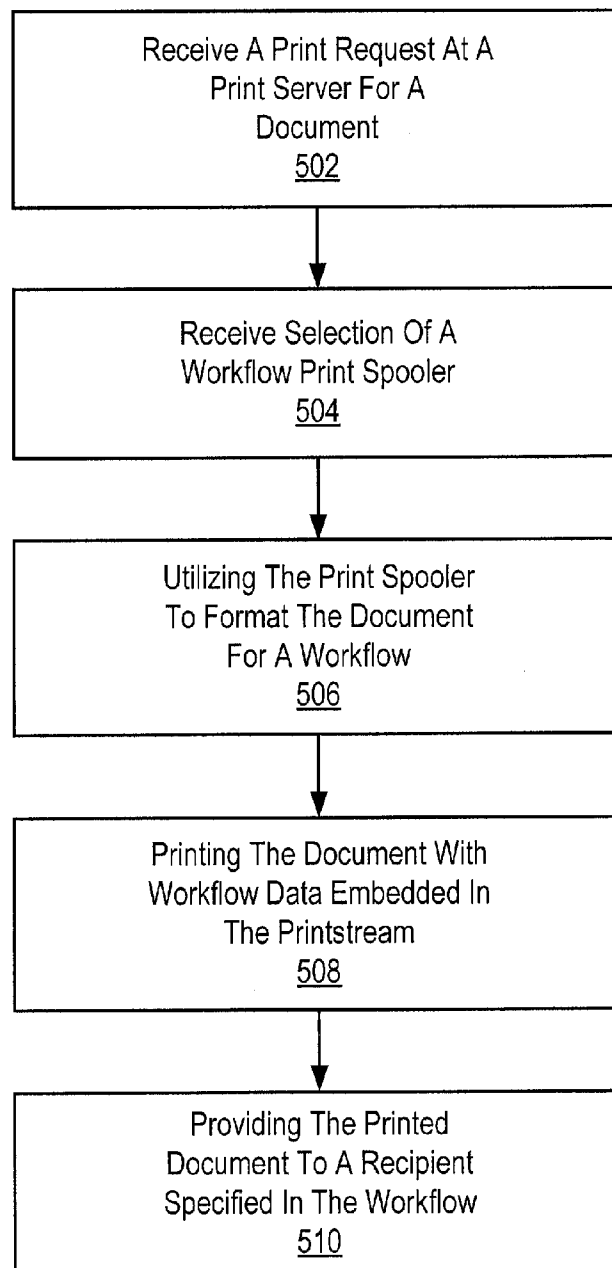 Receive A Print Request At A
Print Server For A
Document
502
Receive Selection Of A
Workflow Print Spooler
504
Utilizing The Print Spooler
To Format The Document
For A Workflow
506
Printing The Document With
Workflow Data Embedded In
The Printstream
508
Providing The Printed
Document To A Recipient
Specified In The Workflow
510